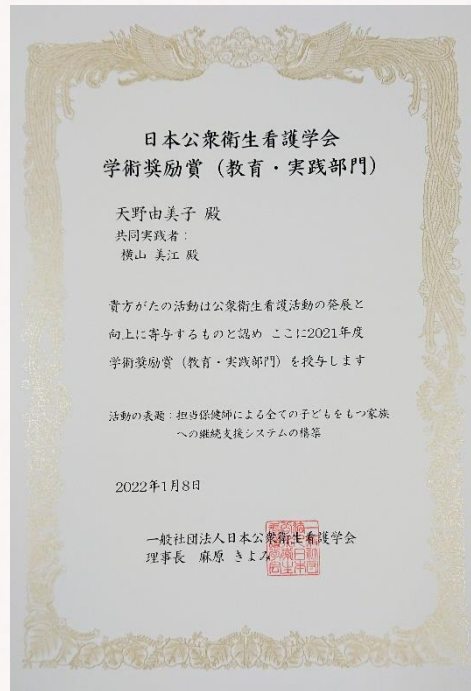 日本公衆衛生看護学会
学術奨励賞（教育・実践部門）
天野由美子 殿
共同実践者：
横山 美江 殿
貴方がたの活動は公衆衛生看護活動の発展と
向上に寄与するものと認め ここに2021年度
学術奨励賞（教育・実践部門）を授与します
活動の表題：担当保健師による全ての子どもをもつ家族
への継続支援システムの構築
2022年1月8日
一般社団法人日本公衆衛生看護学会
理事長 麻原 きよみ